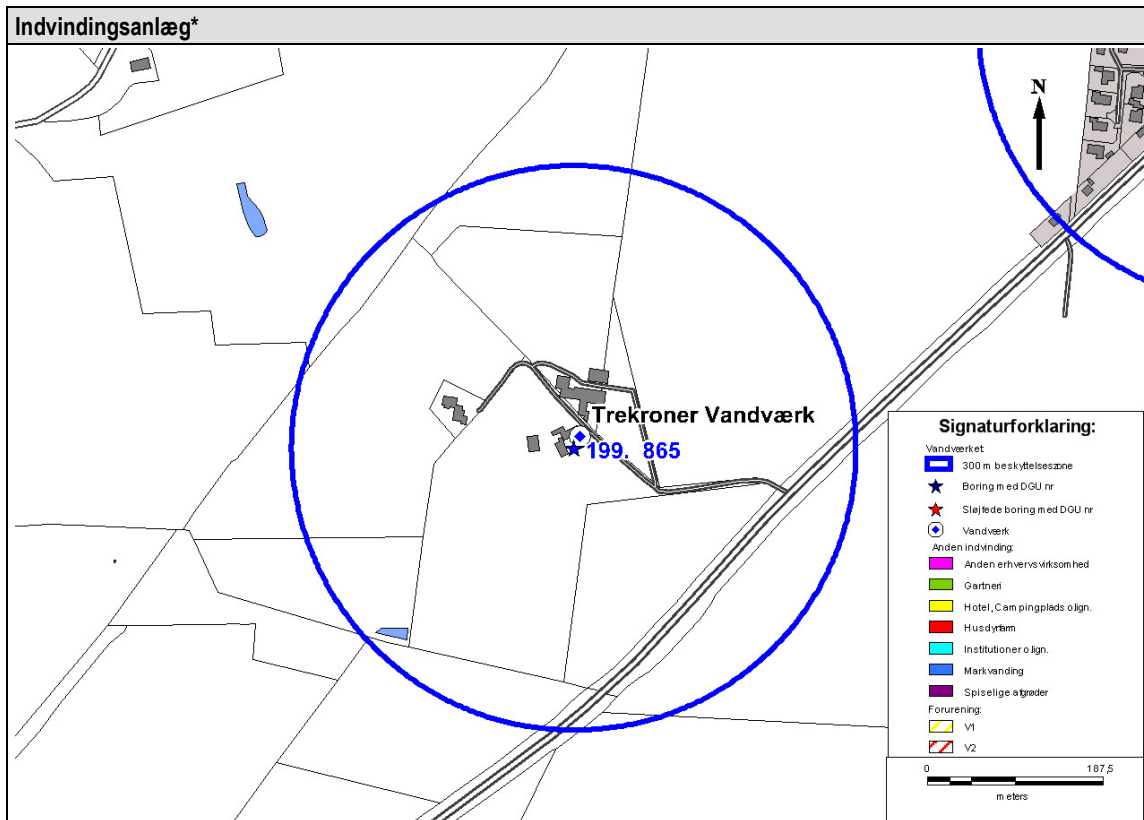 Indvindingsanlæg*
N
Trekroner Vandværk
199. 865
Signaturforklaring:
Vandværket
300 m beskyttelseszone
Boring med DGU nr
Sløjfede boring med DGU nr
Vandværk
Anden indvinding:
Anden erhvervsvirksomhed
Gartneri
Hotel, Campingplads o.lign.
Husdyrfarm
Institutioner o.lign.
Markvanding
Spiselige afgrøder
Forurening:
V1
V2
0 187,5
meters